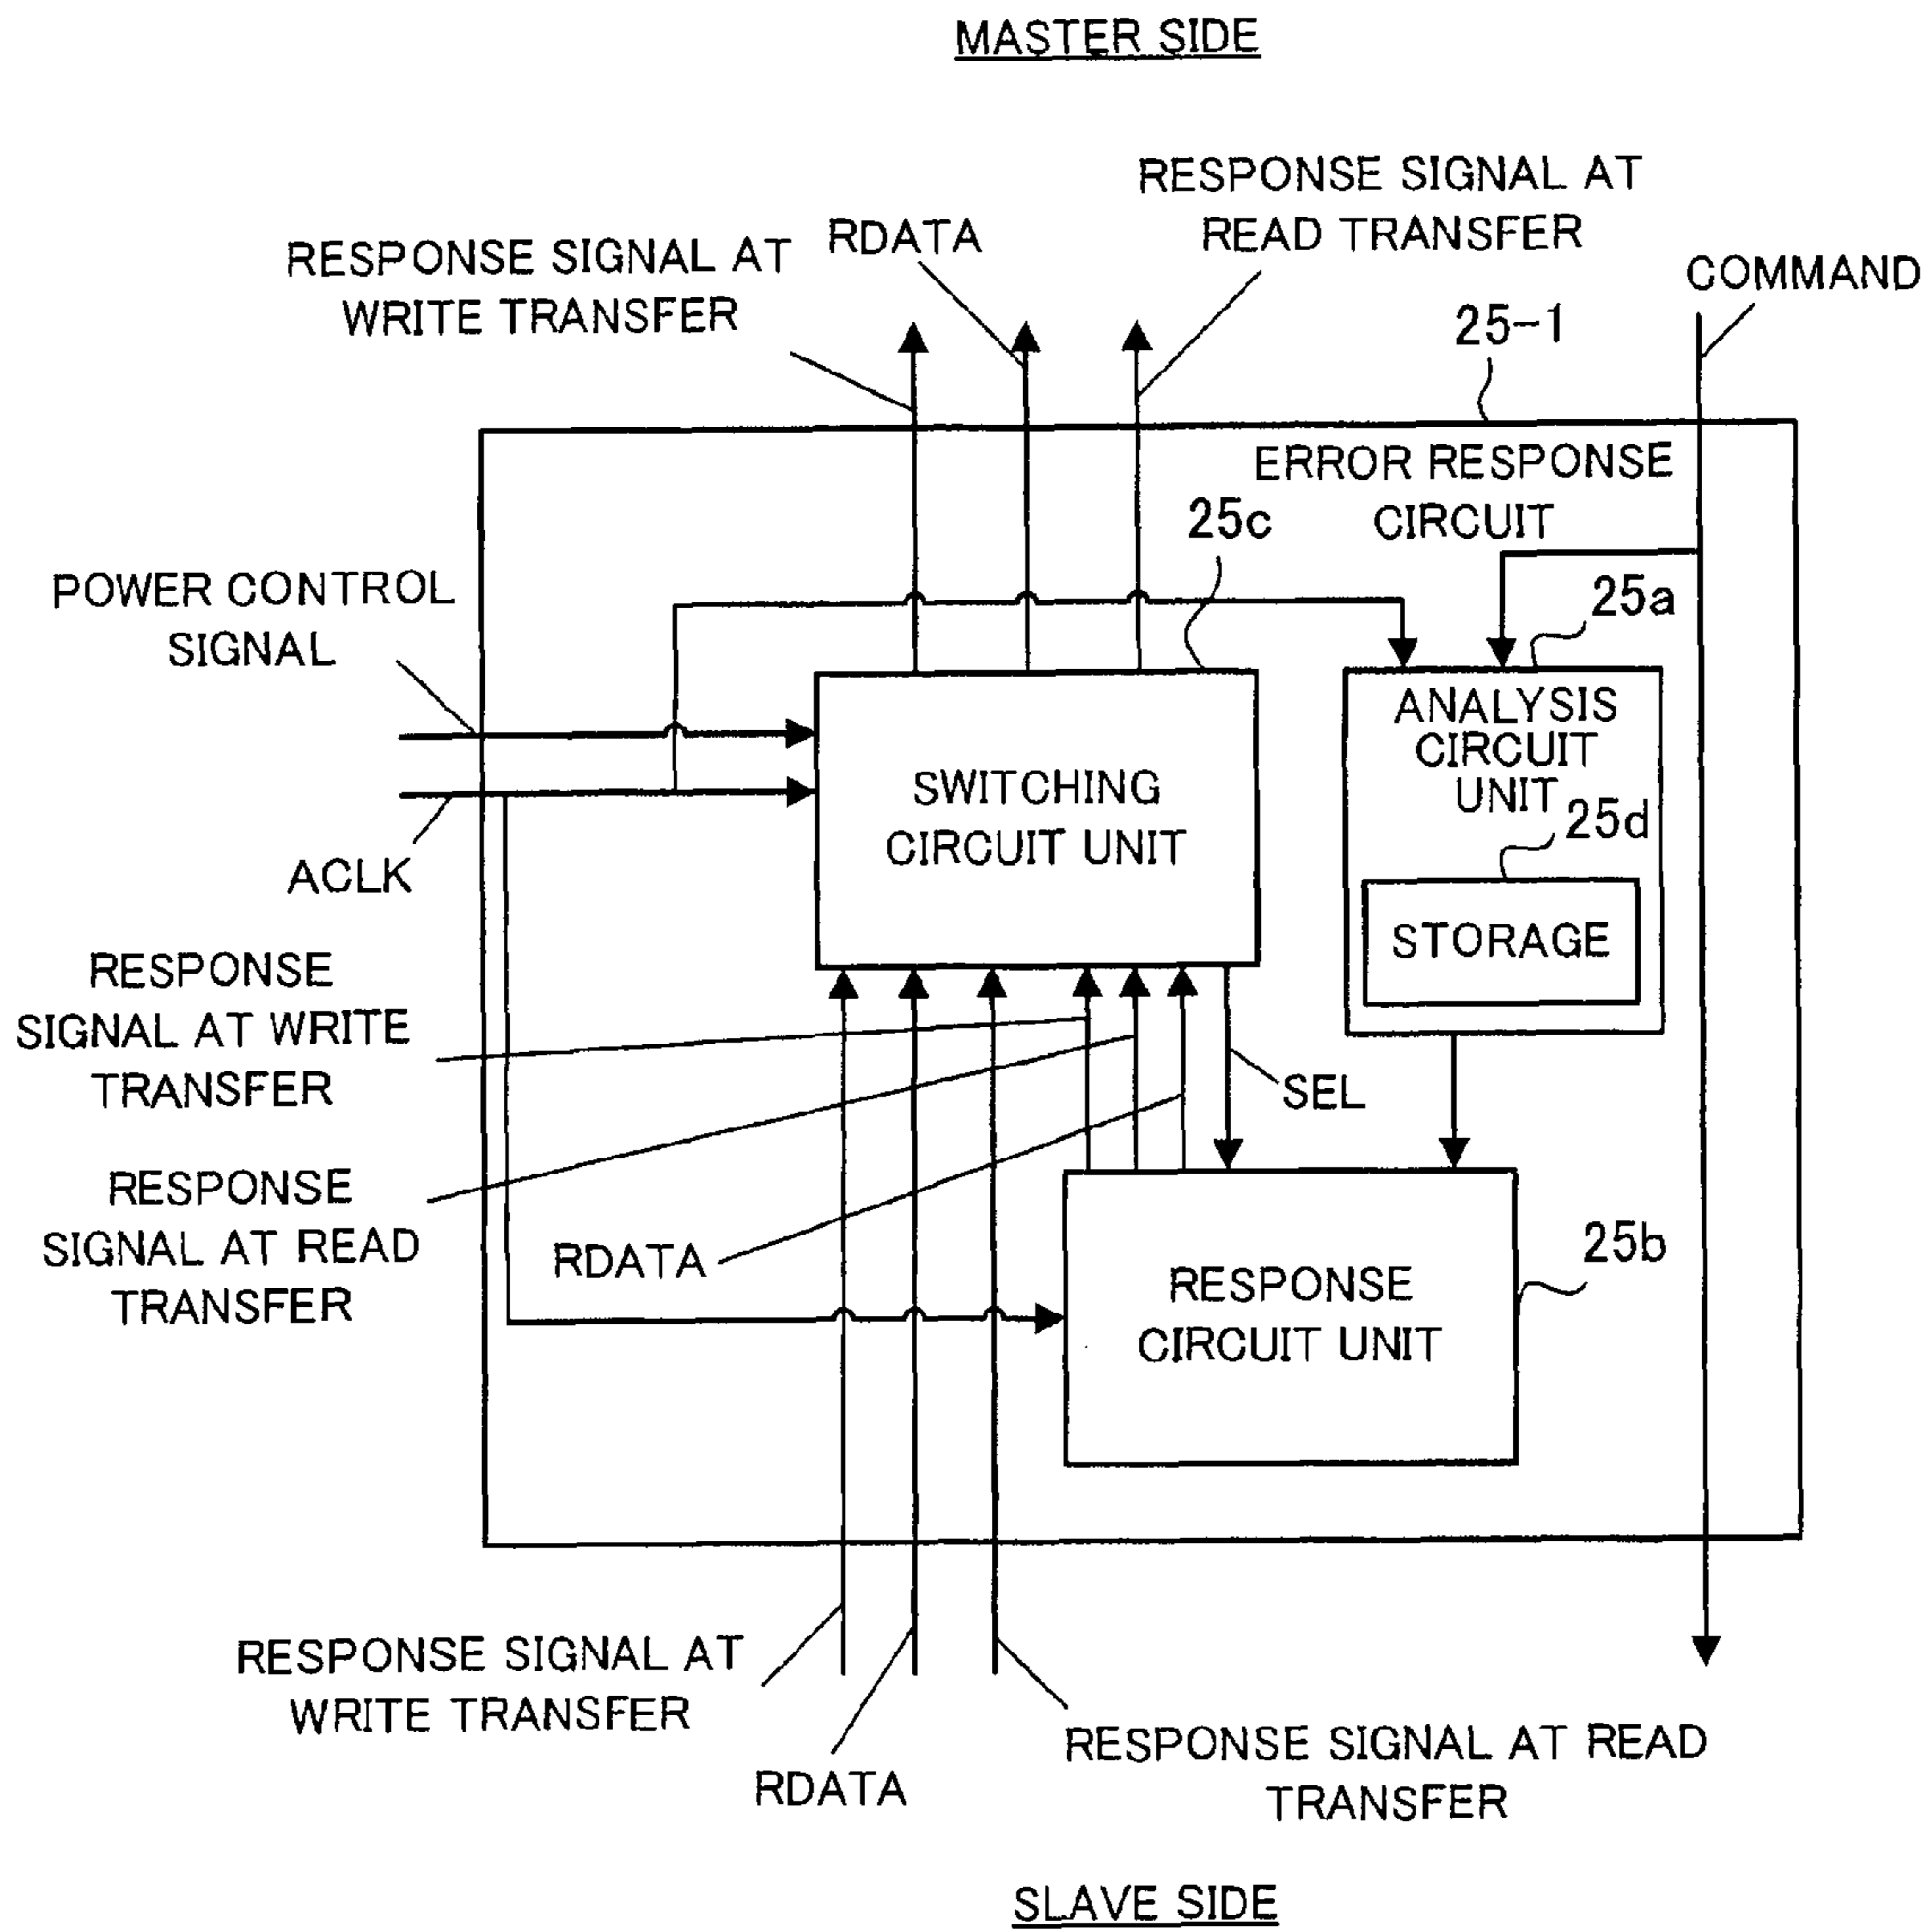 MASTER SIDE
RESPONSE SIGNAL AT
READ TRANSFER
RDATA
RESPONSE SIGNAL AT
WRITE TRANSFER
COMMAND
25-1
ERROR RESPONSE
CIRCUIT
25c
POWER CONTROL
SIGNAL
25a
ANALYSIS
CIRCUIT
UNIT
25d
SWITCHING
CIRCUIT UNIT
ACLK
STORAGE
RESPONSE
SIGNAL AT WRITE
TRANSFER
SEL
RESPONSE
SIGNAL AT READ
TRANSFER
RDATA
25b
RESPONSE
CIRCUIT UNIT
RESPONSE SIGNAL AT
WRITE TRANSFER
RDATA
RESPONSE SIGNAL AT READ
TRANSFER
SLAVE SIDE